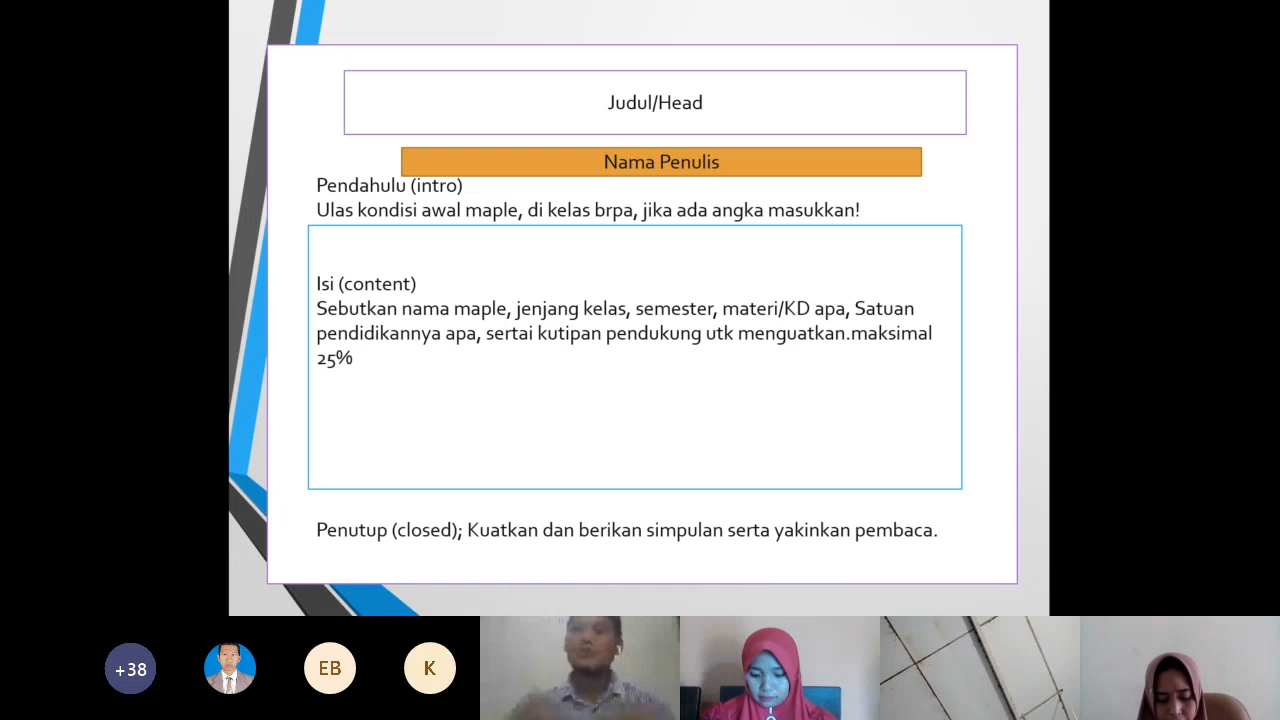 Judul/Head
Nama Penulis
Pendahulu (intro)
Ulas kondisi awal maple, di kelas brpa, jika ada angka masukkan!
Isi (content)
Sebutkan nama maple, jenjang kelas, semester, materi/KD apa, Satuan
pendidikannya apa, sertai kutipan pendukung utk menguatkan.maksimal
25%
Penutup (closed); Kuatkan dan berikan simpulan serta yakinkan pembaca.
+38
EB
K